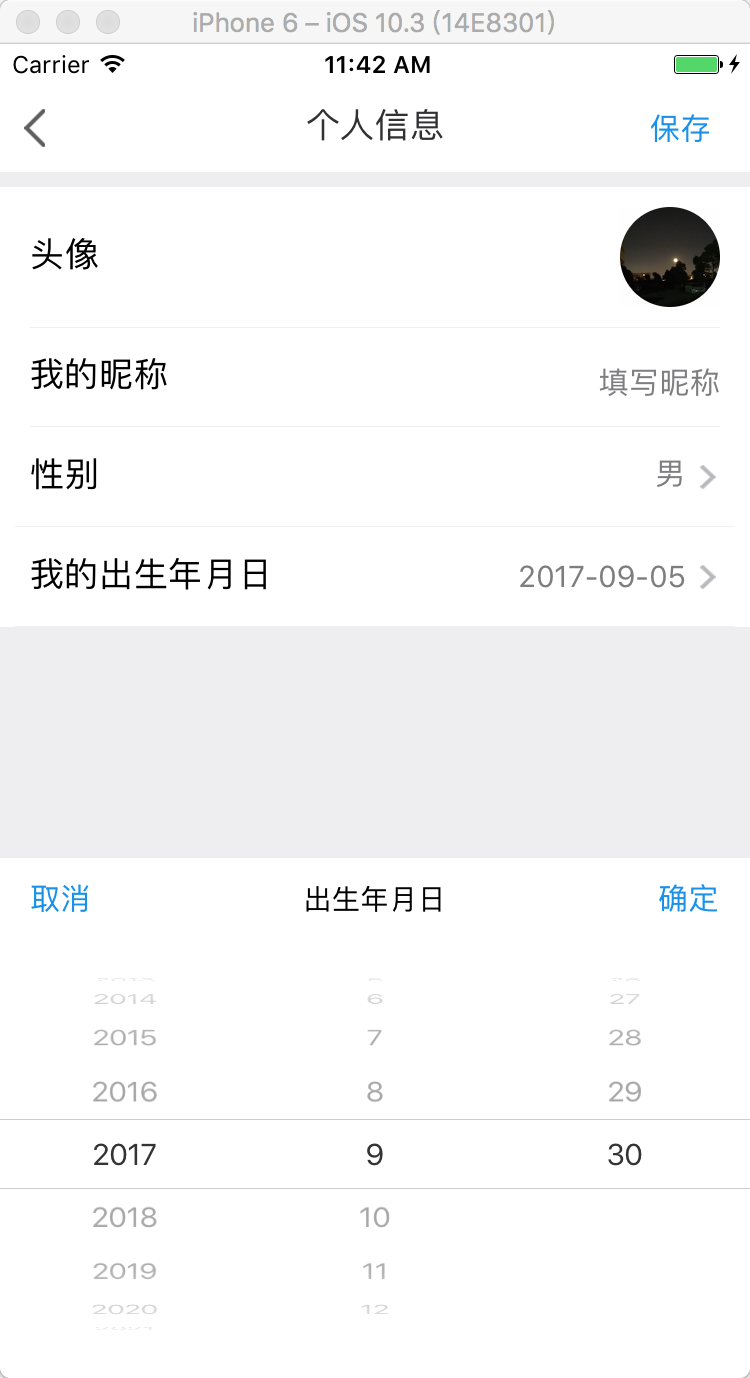 iPhone 6 – iOS 10.3 (14E8301)
Carrier 11:42 AM
个人信息 保存
头像
我的昵称 填写昵称
性别 男
我的出生年月日 2017-09-05
取消 出生年月日 确定
2014 6 27
2015 7 28
2016 8 29
2017 9 30
2018 10
2019 11
2020 12